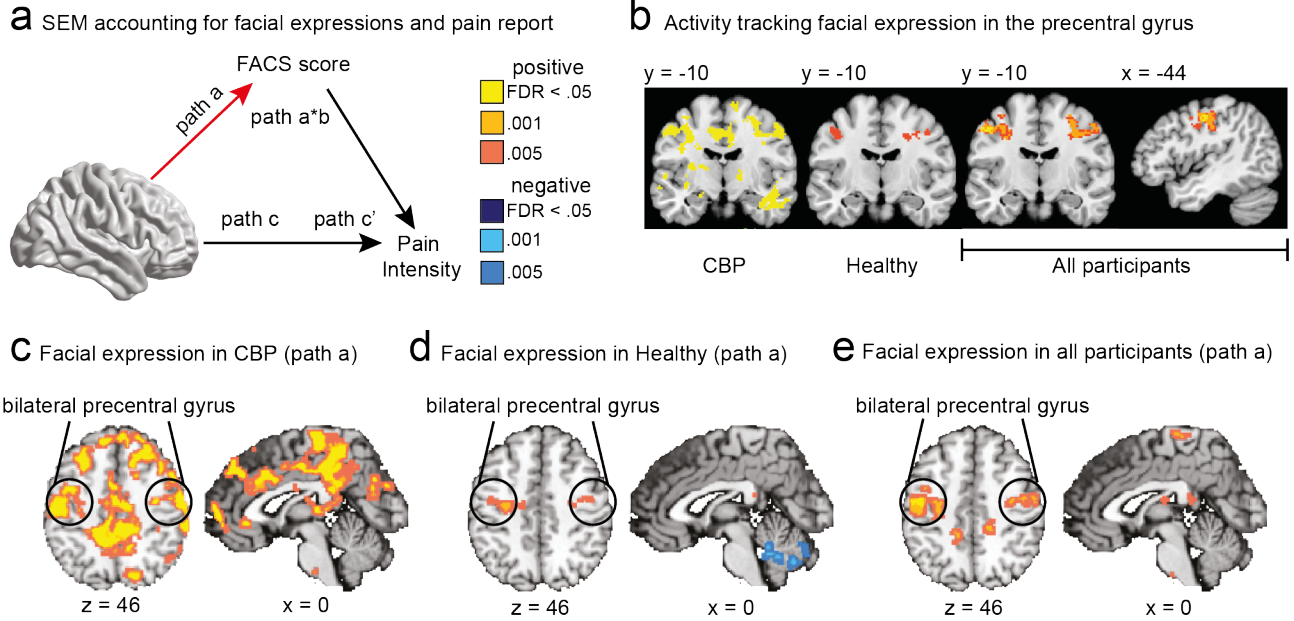 a SEM accounting for facial expressions and pain report
FACS score
path a
path a*b
path c
path c’
Pain
Intensity
positive
FDR < .05
.001
.005
negative
FDR < .05
.001
.005
b Activity tracking facial expression in the precentral gyrus
y = -10
y = -10
y = -10
x = -44
CBP
Healthy
All participants
c Facial expression in CBP (path a)
bilateral precentral gyrus
z = 46
x = 0
d Facial expression in Healthy (path a)
bilateral precentral gyrus
z = 46
x = 0
e Facial expression in all participants (path a)
bilateral precentral gyrus
z = 46
x = 0